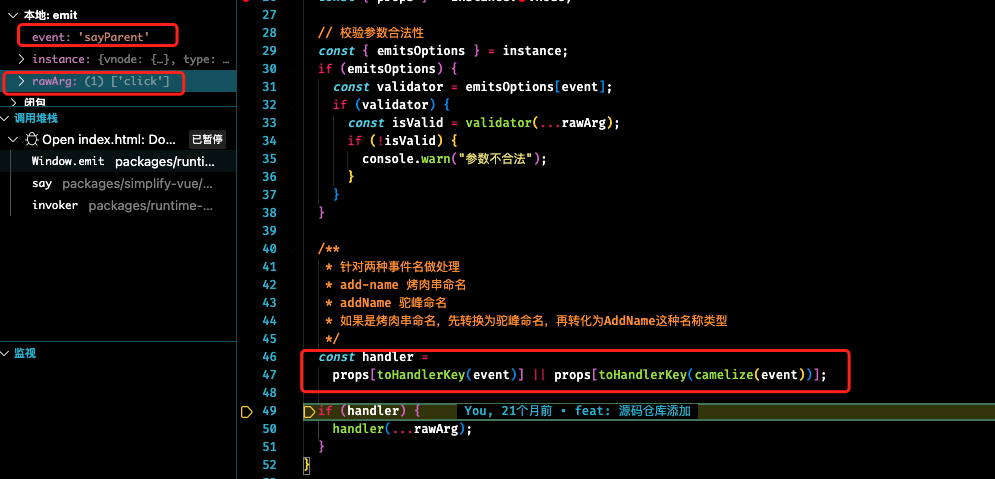 本地: emit
event: 'sayParent'
instance: {vnode: {…}, type: …
rawArg: (1) ['click']
闭包
调用堆栈
Open index.html: Do… 已暂停
Window.emit packages/runti...
say packages/simplify-vue/...
invoker packages/runtime-...
监视
27
28 // 校验参数合法性
29 const { emitsOptions } = instance;
30 if (emitsOptions) {
31 const validator = emitsOptions[event];
32 if (validator) {
33 const isValid = validator(...rawArg);
34 if (!isValid) {
35 console.warn("参数不合法");
36 }
37 }
38 }
39
40 /**
41 * 针对两种事件名做处理
42 * add-name 烤肉串命名
43 * addName 驼峰命名
44 * 如果是烤肉串命名，先转换为驼峰命名，再转化为AddName这种名称类型
45 */
46 const handler =
47 props[toHandlerKey(event)] || props[toHandlerKey(camelize(event))];
48
49 if (handler) { You, 21个月前 • feat: 源码仓库添加
50 handler(...rawArg);
51 }
52 }